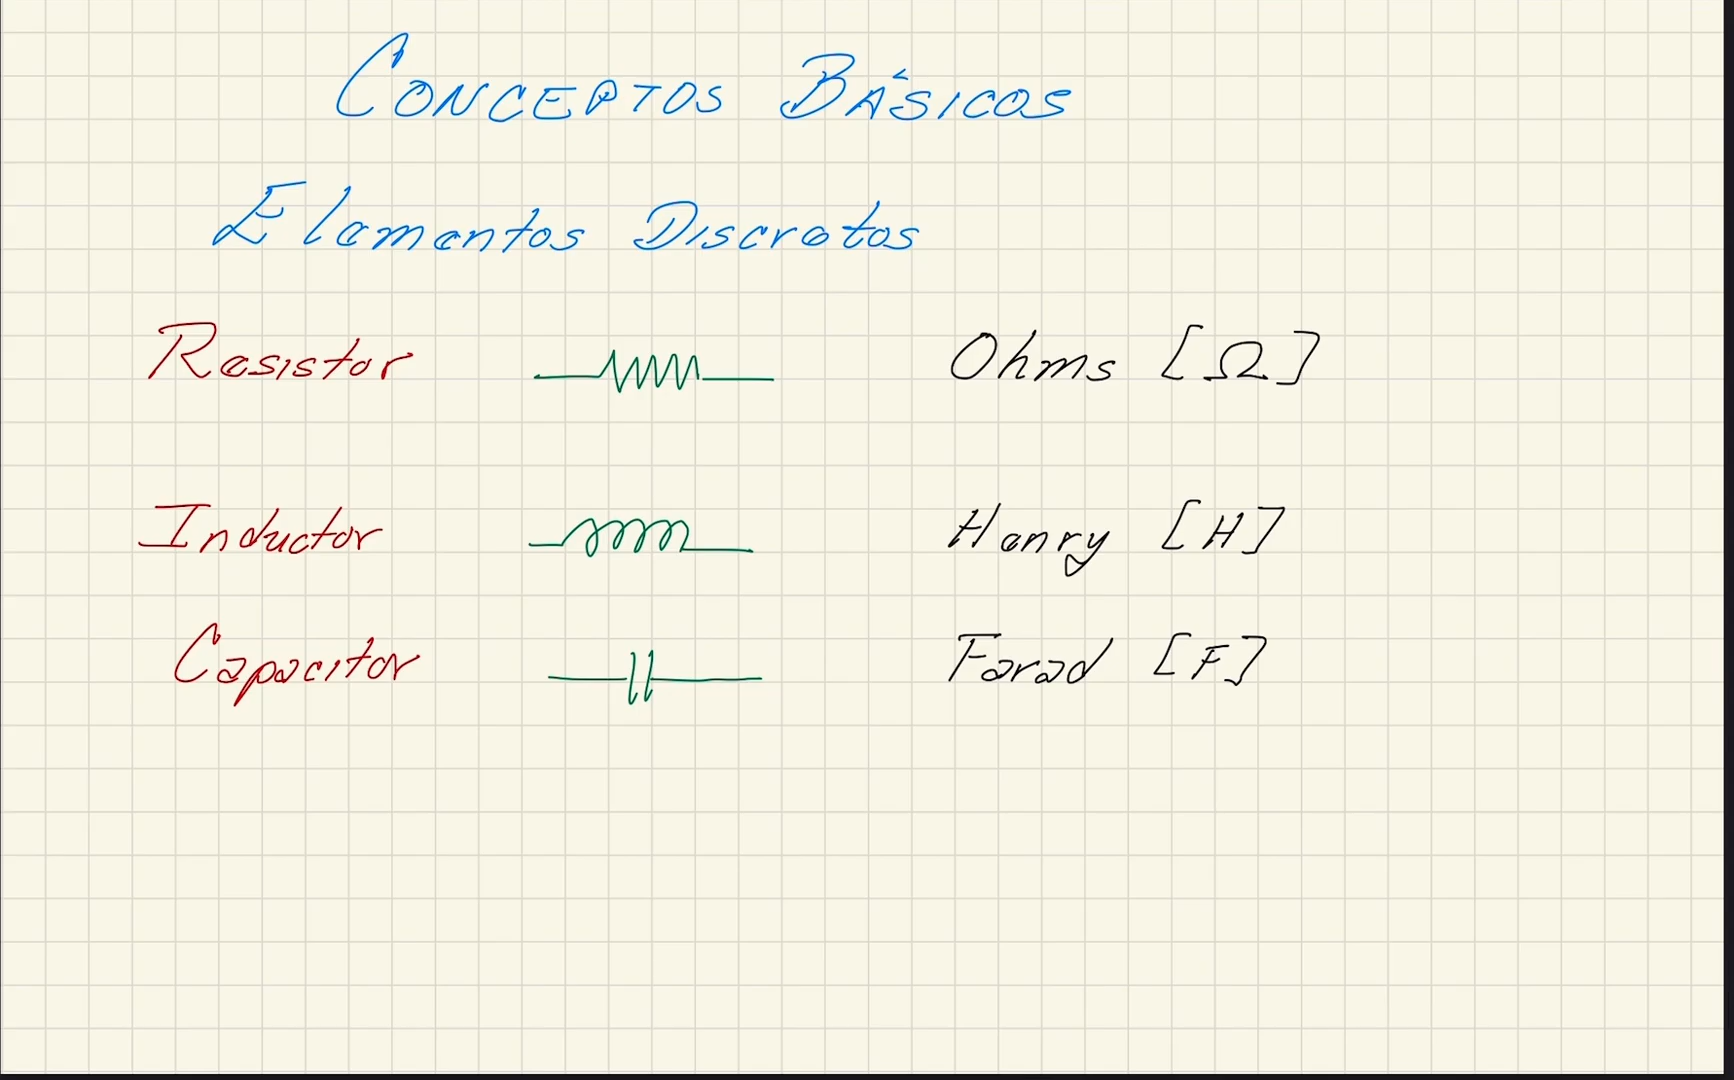 CONCEPTOS BÁSICOS
Elementos Discretos
Resistor Ohms [Ω]
Inductor Henry [H]
Capacitor Farad [F]